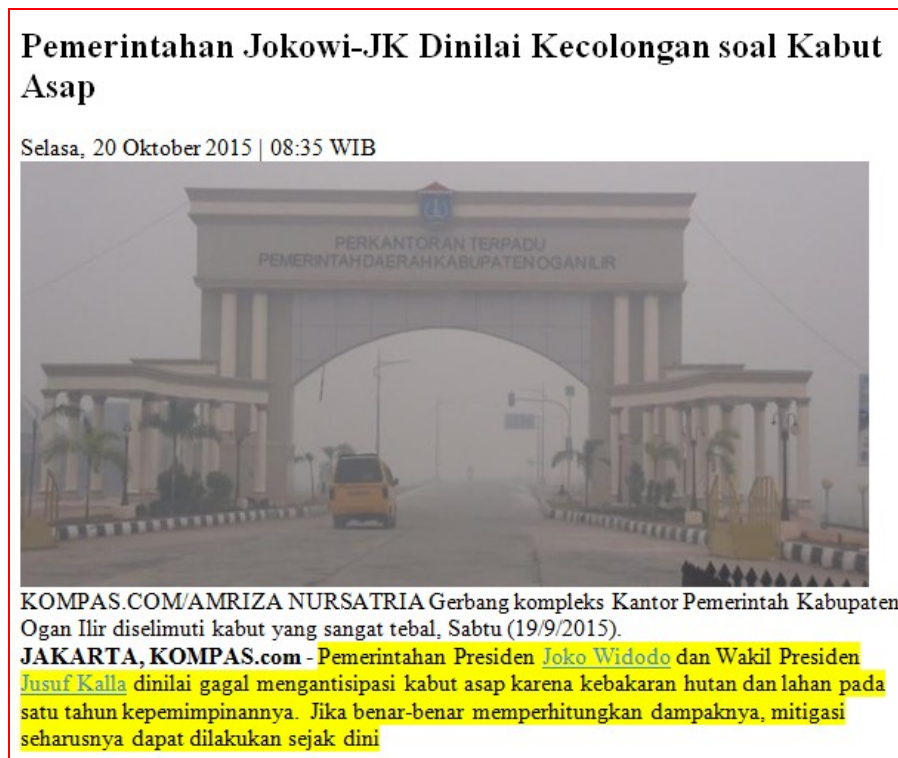 Pemerintahan Jokowi-JK Dinilai Kecolongan soal Kabut
Asap
Selasa, 20 Oktober 2015 | 08:35 WIB
PERKANTORAN TERPADU
PEMERINTAH DAERAH KABUPATEN OGAN ILIR
KOMPAS.COM/AMRIZA NURSATRIA Gerbang kompleks Kantor Pemerintah Kabupaten
Ogan Ilir diselimuti kabut yang sangat tebal, Sabtu (19/9/2015).
JAKARTA, KOMPAS.com - Pemerintahan Presiden Joko Widodo dan Wakil Presiden
Jusuf Kalla dinilai gagal mengantisipasi kabut asap karena kebakaran hutan dan lahan pada
satu tahun kepemimpinannya. Jika benar-benar memperhitungkan dampaknya, mitigasi
seharusnya dapat dilakukan sejak dini